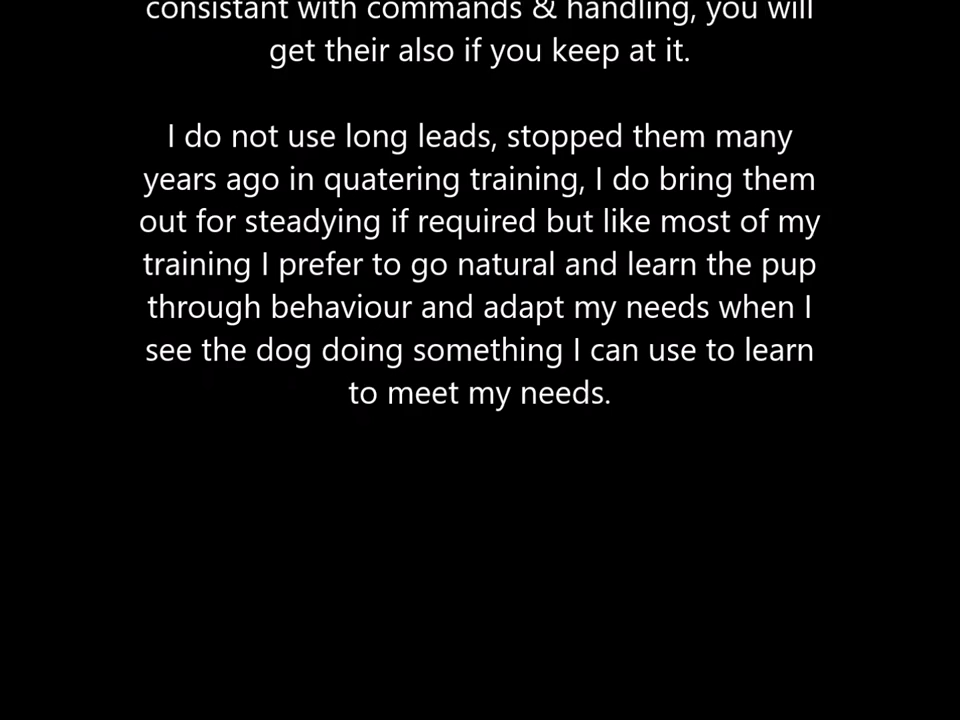 consistant with commands & handling, you will
get their also if you keep at it.
I do not use long leads, stopped them many
years ago in quatering training, I do bring them
out for steadying if required but like most of my
training I prefer to go natural and learn the pup
through behaviour and adapt my needs when I
see the dog doing something I can use to learn
to meet my needs.